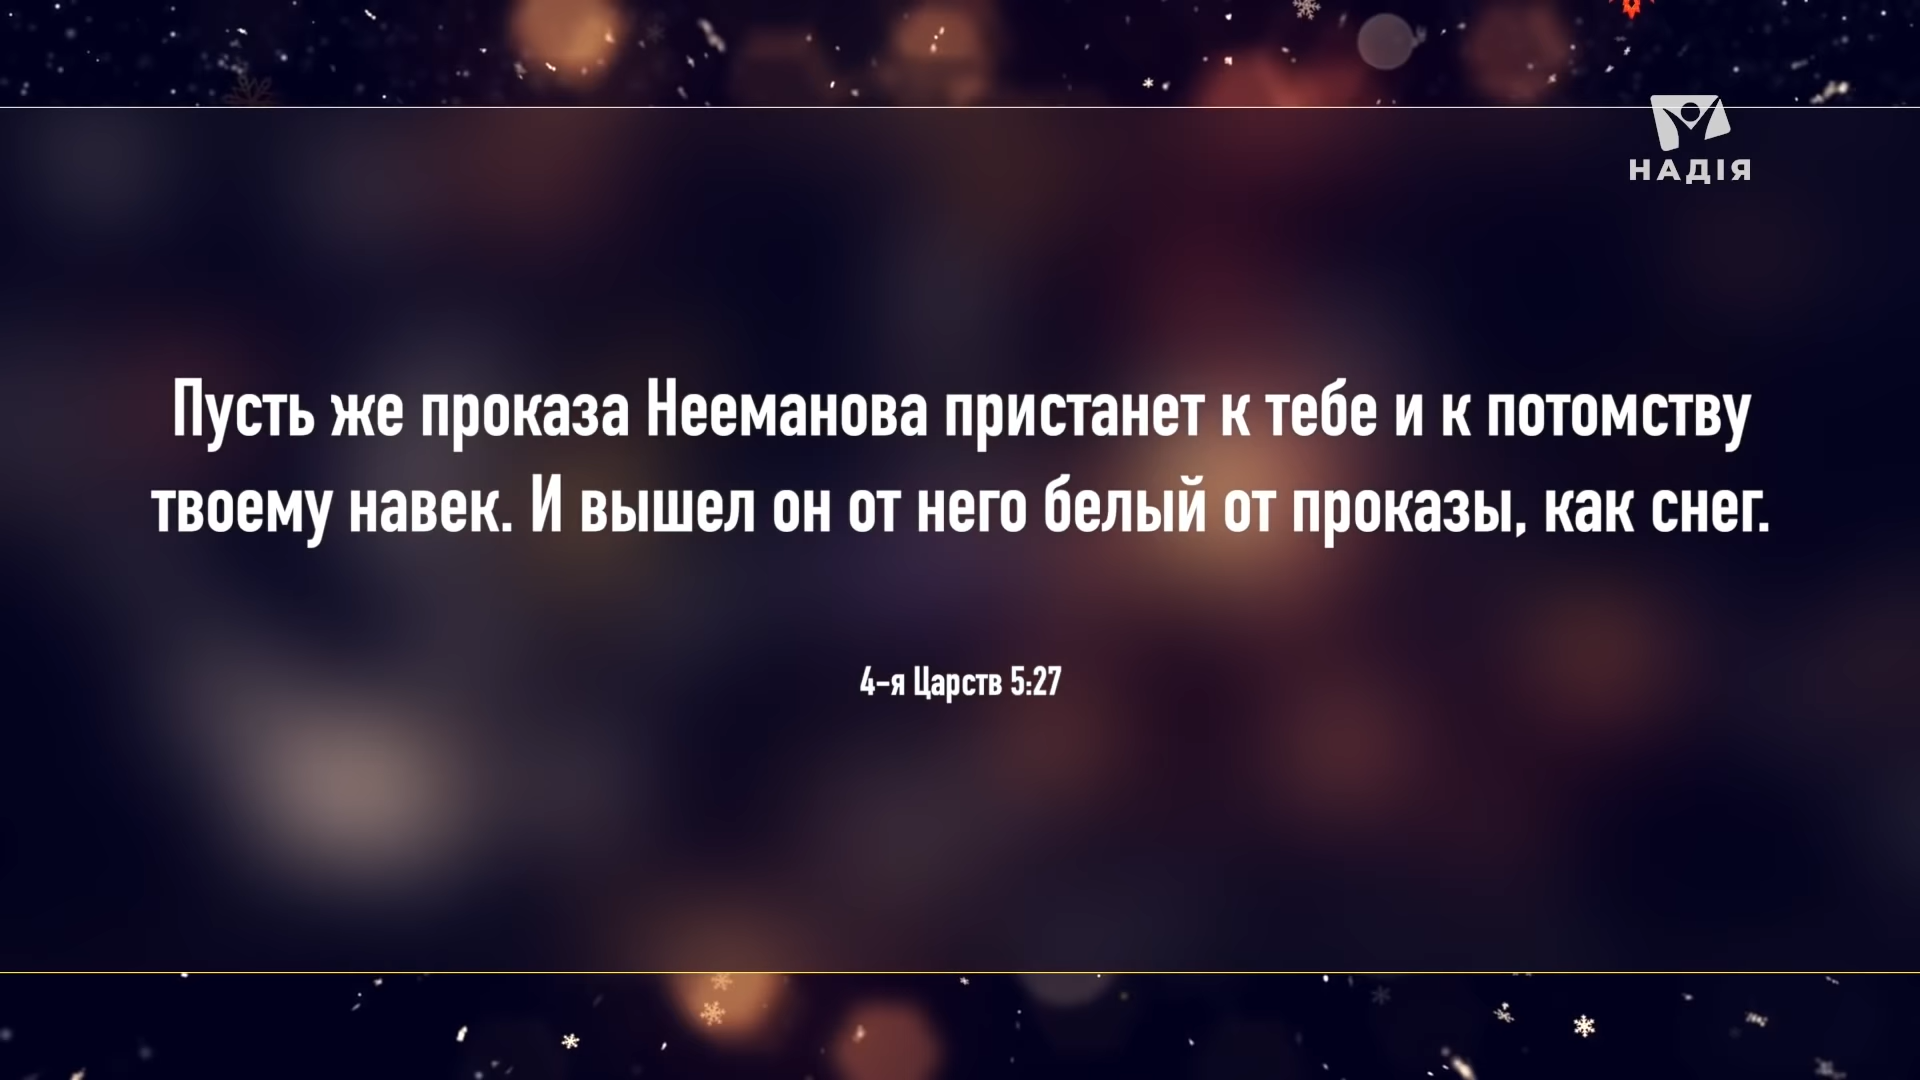 НАДІЯ
Пусть же проказа Нееманова пристанет к тебе и к потомству
твоему навек. И вышел он от него белый от проказы, как снег.
4-я Царств 5:27